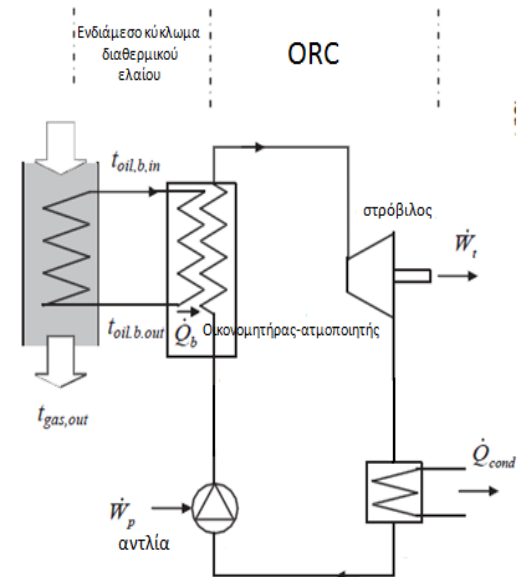 Ενδιάμεσο κύκλωμα
διαθερμικού
ελαίου
ORC
t_oil,b,in
στρόβιλος
Ẇ_t
t_oil,b,out
Q̇_b
Οικονομητήρας-ατμοποιητής
t_gas,out
Q̇_cond
Ẇ_p
αντλία